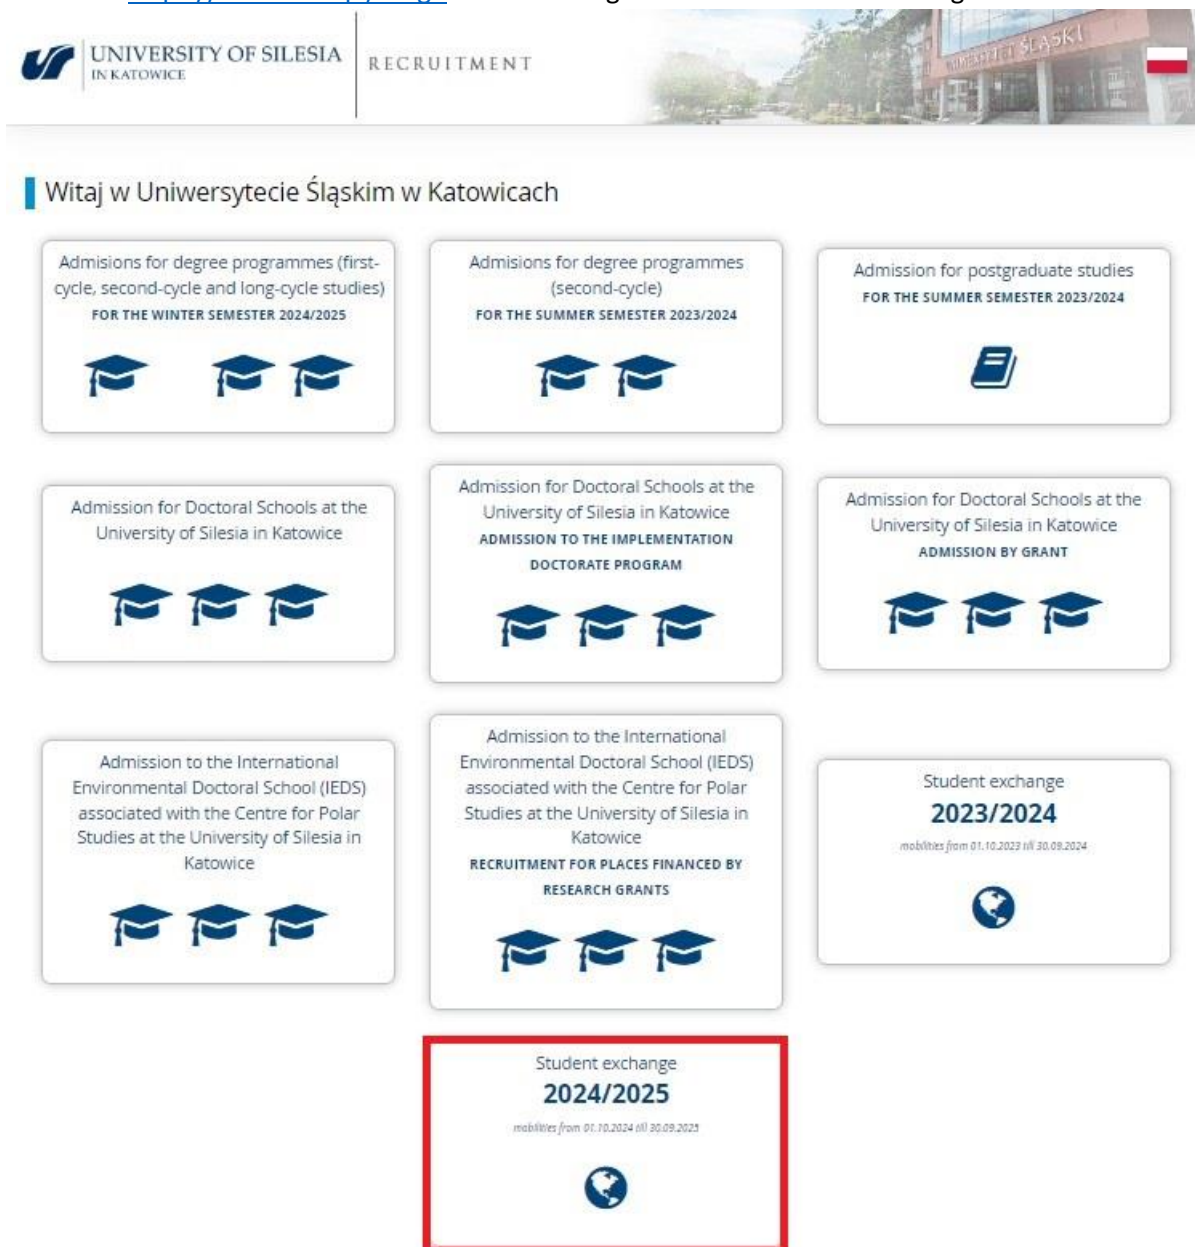 UNIVERSITY OF SILESIA
IN KATOWICE
RECRUITMENT
UNIWERSYTET ŚLĄSKI
Witaj w Uniwersytecie Śląskim w Katowicach
Admisions for degree programmes (first-
cycle, second-cycle and long-cycle studies)
FOR THE WINTER SEMESTER 2024/2025
Admisions for degree programmes
(second-cycle)
FOR THE SUMMER SEMESTER 2023/2024
Admission for postgraduate studies
FOR THE SUMMER SEMESTER 2023/2024
Admission for Doctoral Schools at the
University of Silesia in Katowice
Admission for Doctoral Schools at the
University of Silesia in Katowice
ADMISSION TO THE IMPLEMENTATION
DOCTORATE PROGRAM
Admission for Doctoral Schools at the
University of Silesia in Katowice
ADMISSION BY GRANT
Admission to the International
Environmental Doctoral School (IEDS)
associated with the Centre for Polar
Studies at the University of Silesia in
Katowice
Admission to the International
Environmental Doctoral School (IEDS)
associated with the Centre for Polar
Studies at the University of Silesia in
Katowice
RECRUITMENT FOR PLACES FINANCED BY
RESEARCH GRANTS
Student exchange
2023/2024
mobilities from 01.10.2023 till 30.09.2024
Student exchange
2024/2025
mobilities from 01.10.2024 till 30.09.2025